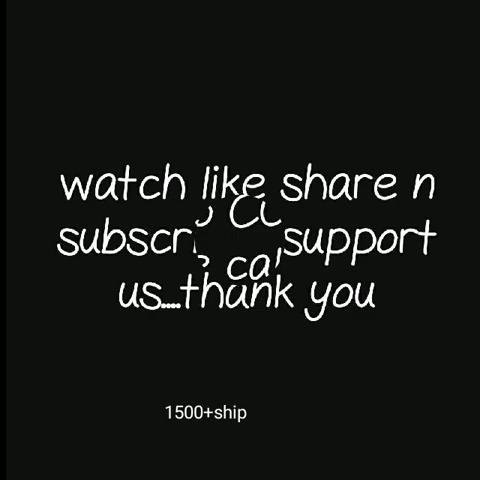 watch like share n
subscr support
us....thank you
1500+ship